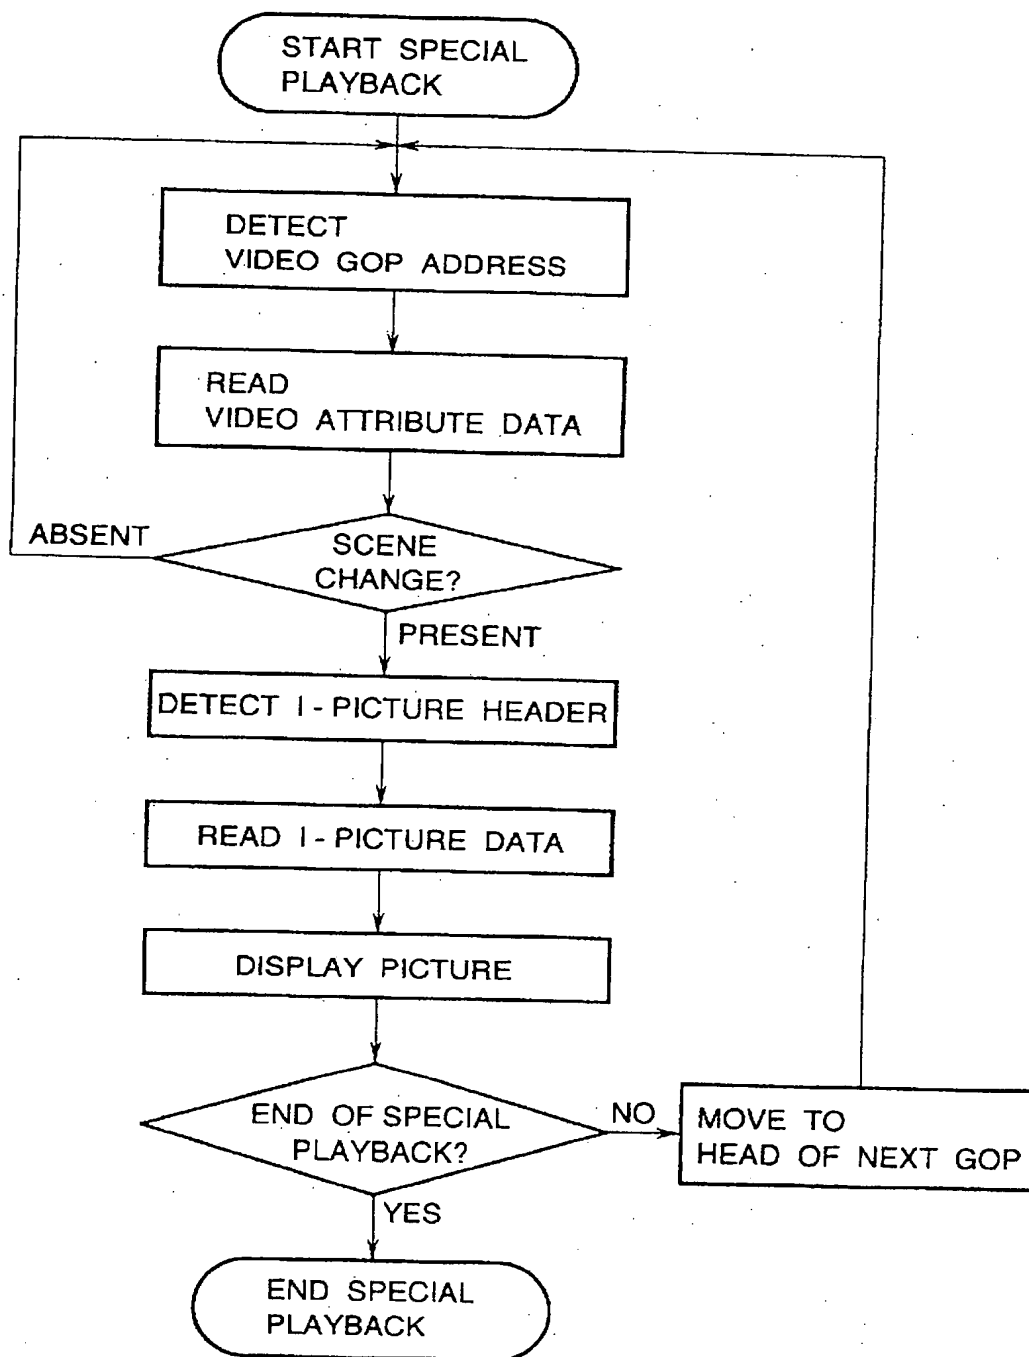 START SPECIAL
PLAYBACK
DETECT
VIDEO GOP ADDRESS
READ
VIDEO ATTRIBUTE DATA
ABSENT
SCENE
CHANGE?
PRESENT
DETECT I-PICTURE HEADER
READ I-PICTURE DATA
DISPLAY PICTURE
END OF SPECIAL
PLAYBACK?
NO
MOVE TO
HEAD OF NEXT GOP
YES
END SPECIAL
PLAYBACK